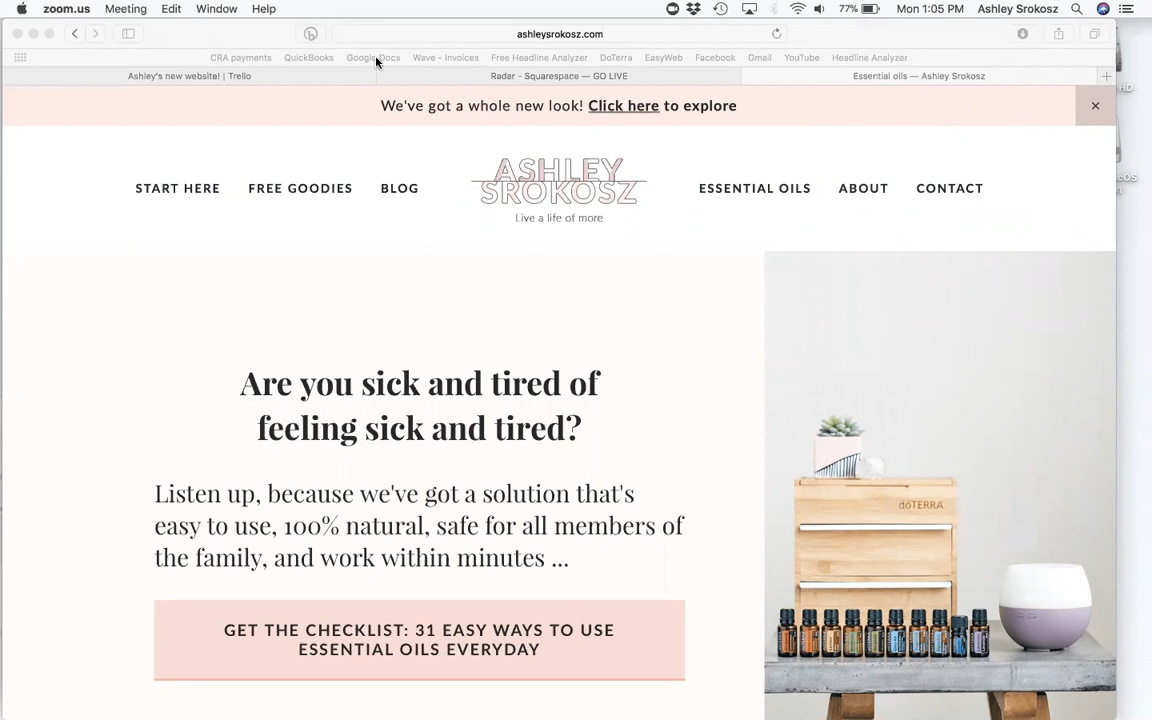 zoom.us Meeting Edit Window Help 77% Mon 1:05 PM Ashley Srokosz
ashleysrokosz.com
CRA payments QuickBooks Google Docs Wave - Invoices Free Headline Analyzer DoTerra EasyWeb Facebook Gmail YouTube Headline Analyzer
HD
Ashley's new website! | Trello Radar - Squarespace — GO LIVE Essential oils — Ashley Srokosz +
We've got a whole new look! Click here to explore ×
START HERE FREE GOODIES BLOG
ASHLEY
SROKOSZ
Live a life of more
ESSENTIAL OILS ABOUT CONTACT
Are you sick and tired of
feeling sick and tired?
Listen up, because we've got a solution that's
easy to use, 100% natural, safe for all members of
the family, and work within minutes ...
GET THE CHECKLIST: 31 EASY WAYS TO USE
ESSENTIAL OILS EVERYDAY
dōTERRA